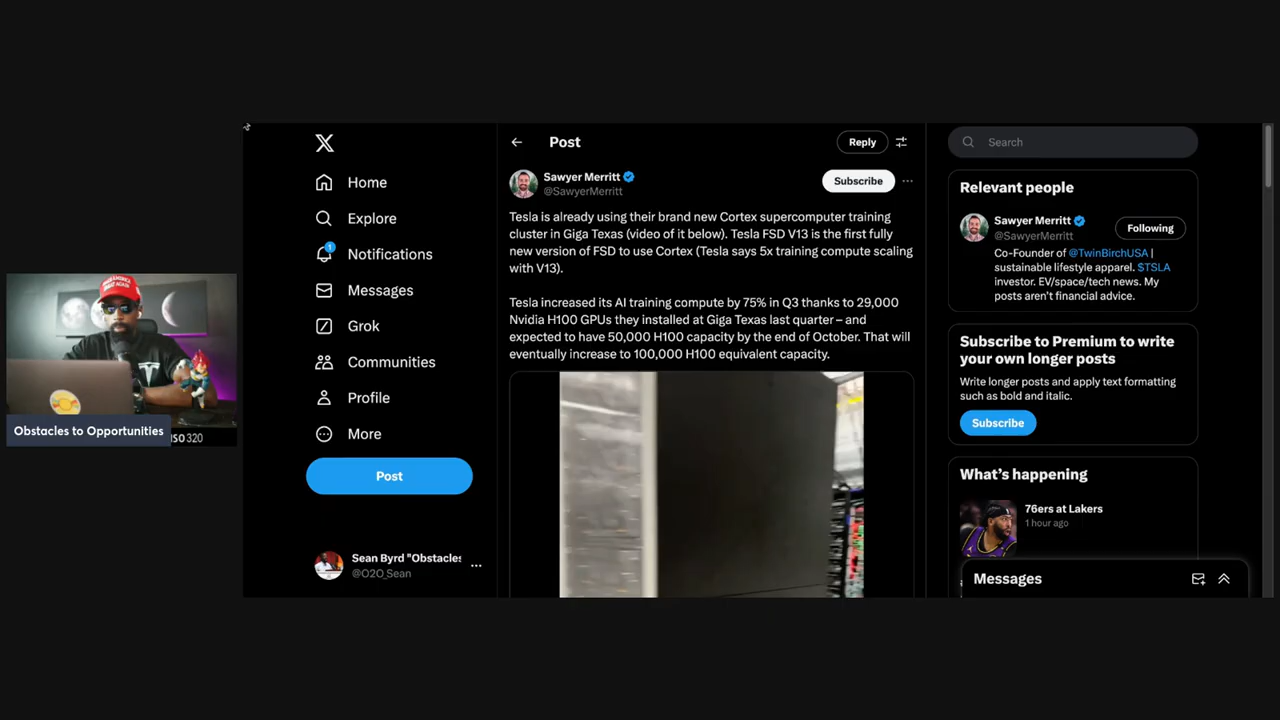 Home
Explore
1
Notifications
Messages
Grok
Communities
Profile
More
Post
Sean Byrd "Obstacles
@O2O_Sean
Obstacles to Opportunities
ISO 320
Post
Reply
Sawyer Merritt
@SawyerMerritt
Subscribe
Tesla is already using their brand new Cortex supercomputer training
cluster in Giga Texas (video of it below). Tesla FSD V13 is the first fully
new version of FSD to use Cortex (Tesla says 5x training compute scaling
with V13).
Tesla increased its AI training compute by 75% in Q3 thanks to 29,000
Nvidia H100 GPUs they installed at Giga Texas last quarter – and
expected to have 50,000 H100 capacity by the end of October. That will
eventually increase to 100,000 H100 equivalent capacity.
Search
Relevant people
Sawyer Merritt
@SawyerMerritt
Following
Co-Founder of @TwinBirchUSA |
sustainable lifestyle apparel. $TSLA
investor. EV/space/tech news. My
posts aren't financial advice.
Subscribe to Premium to write
your own longer posts
Write longer posts and apply text formatting
such as bold and italic.
Subscribe
What's happening
76ers at Lakers
1 hour ago
Messages